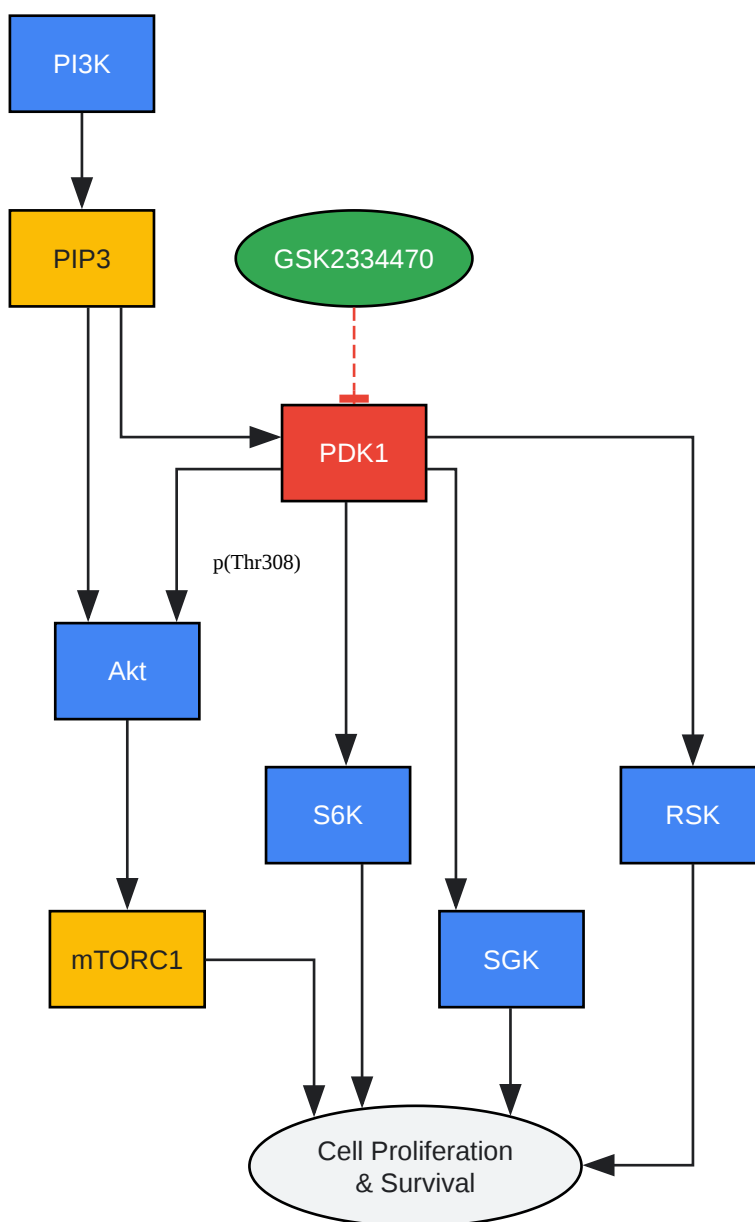 PI3K
PIP3
GSK2334470
PDK1
p(Thr308)
Akt
S6K
RSK
mTORC1
SGK
Cell Proliferation
& Survival